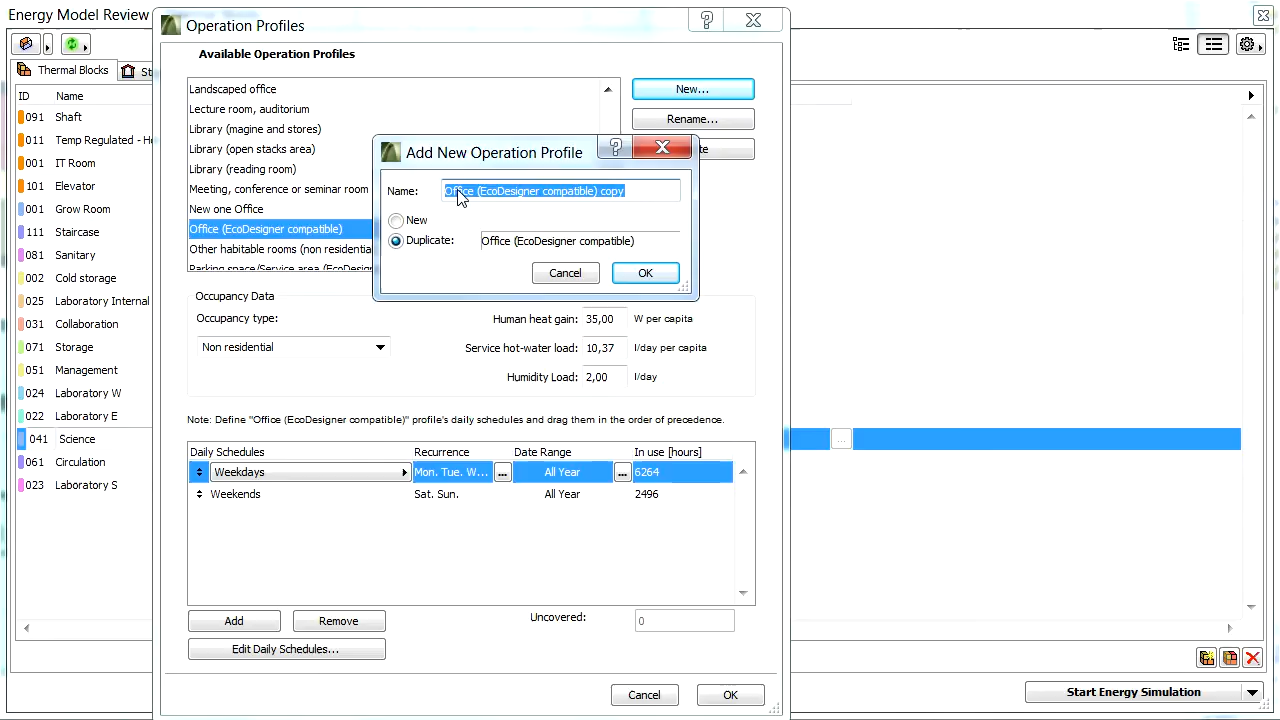 Energy Model Review
Operation Profiles
Available Operation Profiles
Thermal Blocks
St
ID Name
091 Shaft
011 Temp Regulated - H
001 IT Room
101 Elevator
001 Grow Room
111 Staircase
081 Sanitary
002 Cold storage
025 Laboratory Internal
031 Collaboration
071 Storage
051 Management
024 Laboratory W
022 Laboratory E
041 Science
061 Circulation
023 Laboratory S
Landscaped office
Lecture room, auditorium
Library (magine and stores)
Library (open stacks area)
Library (reading room)
Meeting, conference or seminar room
New one Office
Office (EcoDesigner compatible)
Other habitable rooms (non residentia
Parking space/Service area (EcoDesig
New...
Rename...
te
Add New Operation Profile
Name: Office (EcoDesigner compatible) copy
New
Duplicate: Office (EcoDesigner compatible)
Cancel OK
Occupancy Data
Occupancy type:
Non residential
Human heat gain: 35,00 W per capita
Service hot-water load: 10,37 l/day per capita
Humidity Load: 2,00 l/day
Note: Define "Office (EcoDesigner compatible)" profile's daily schedules and drag them in the order of precedence.
Daily Schedules Recurrence Date Range In use [hours]
Weekdays Mon. Tue. W... ... All Year ... 6264
Weekends Sat. Sun. All Year 2496
Add Remove Uncovered: 0
Edit Daily Schedules...
Cancel OK
...
Start Energy Simulation